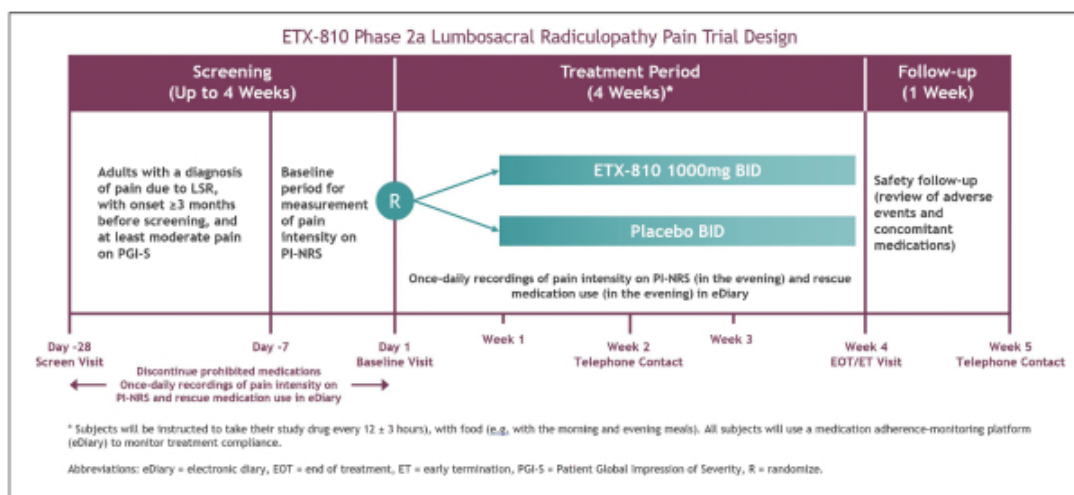 ETX-810 Phase 2a Lumbosacral Radiculopathy Pain Trial Design
Screening
(Up to 4 Weeks)
Treatment Period
(4 Weeks)*
Follow-up
(1 Week)
Adults with a diagnosis
of pain due to LSR,
with onset ≥3 months
before screening, and
at least moderate pain
on PGI-S
Baseline
period for
measurement
of pain
intensity on
PI-NRS
R
ETX-810 1000mg BID
Placebo BID
Once-daily recordings of pain intensity on PI-NRS (in the evening) and rescue
medication use (in the evening) in eDiary
Safety follow-up
(review of adverse
events and
concomitant
medications)
Day -28
Screen Visit
Day -7
Day 1
Baseline Visit
Week 1
Week 2
Telephone Contact
Week 3
Week 4
EOT/ET Visit
Week 5
Telephone Contact
Discontinue prohibited medications
Once-daily recordings of pain intensity on
PI-NRS and rescue medication use in eDiary
* Subjects will be instructed to take their study drug every 12 ± 3 hours), with food (e.g. with the morning and evening meals). All subjects will use a medication adherence-monitoring platform
(eDiary) to monitor treatment compliance.
Abbreviations: eDiary = electronic diary, EOT = end of treatment, ET = early termination, PGI-S = Patient Global Impression of Severity, R = randomize.